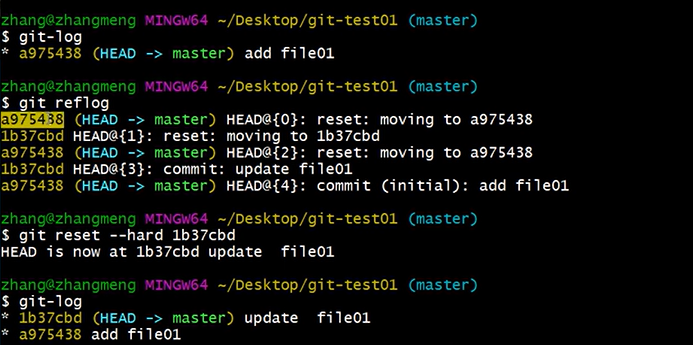 zhang@zhangmeng MINGW64 ~/Desktop/git-test01 (master)
$ git-log
* a975438 (HEAD -> master) add file01
zhang@zhangmeng MINGW64 ~/Desktop/git-test01 (master)
$ git reflog
a975438 (HEAD -> master) HEAD@{0}: reset: moving to a975438
1b37cbd HEAD@{1}: reset: moving to 1b37cbd
a975438 (HEAD -> master) HEAD@{2}: reset: moving to a975438
1b37cbd HEAD@{3}: commit: update file01
a975438 (HEAD -> master) HEAD@{4}: commit (initial): add file01
zhang@zhangmeng MINGW64 ~/Desktop/git-test01 (master)
$ git reset --hard 1b37cbd
HEAD is now at 1b37cbd update  file01
zhang@zhangmeng MINGW64 ~/Desktop/git-test01 (master)
$ git-log
* 1b37cbd (HEAD -> master) update  file01
* a975438 add file01